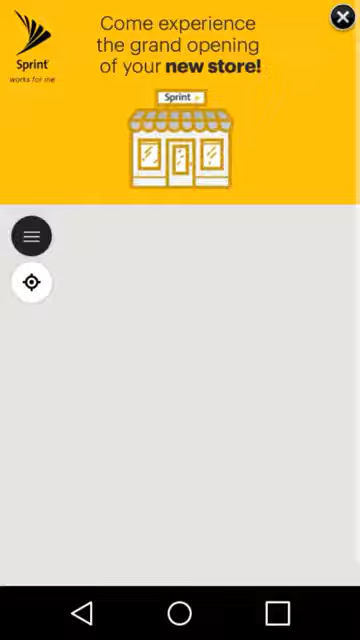 Come experience
the grand opening
of your new store!
Sprint
works for me
Sprint